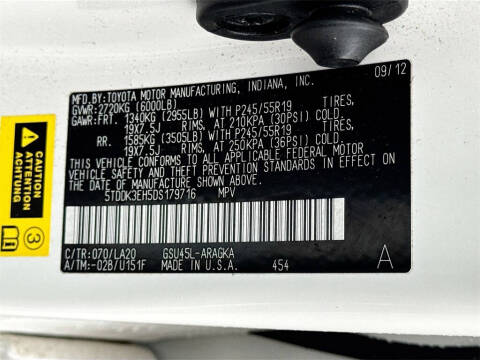 MFD. BY: TOYOTA MOTOR MANUFACTURING, INDIANA, INC. 09/12
GVWR: 2720KG (6000LB)
GAWR: FRT. 1340KG (2955LB) WITH P245/55R19 TIRES,
19X7.5J RIMS, AT 210KPA (30PSI) COLD.
RR. 1585KG (3505LB) WITH P245/55R19 TIRES,
19X7.5J RIMS, AT 250KPA (36PSI) COLD.
THIS VEHICLE CONFORMS TO ALL APPLICABLE FEDERAL MOTOR
VEHICLE SAFETY AND THEFT PREVENTION STANDARDS IN EFFECT ON
THE DATE OF MANUFACTURE SHOWN ABOVE.
5TDDK3EH5DS179716 MPV
C/TR: 070/LA20 GSU45L-ARAGKA
A/TM: -02B/U151F MADE IN U.S.A. 454 A
ATTENTION
ACHTUNG
3